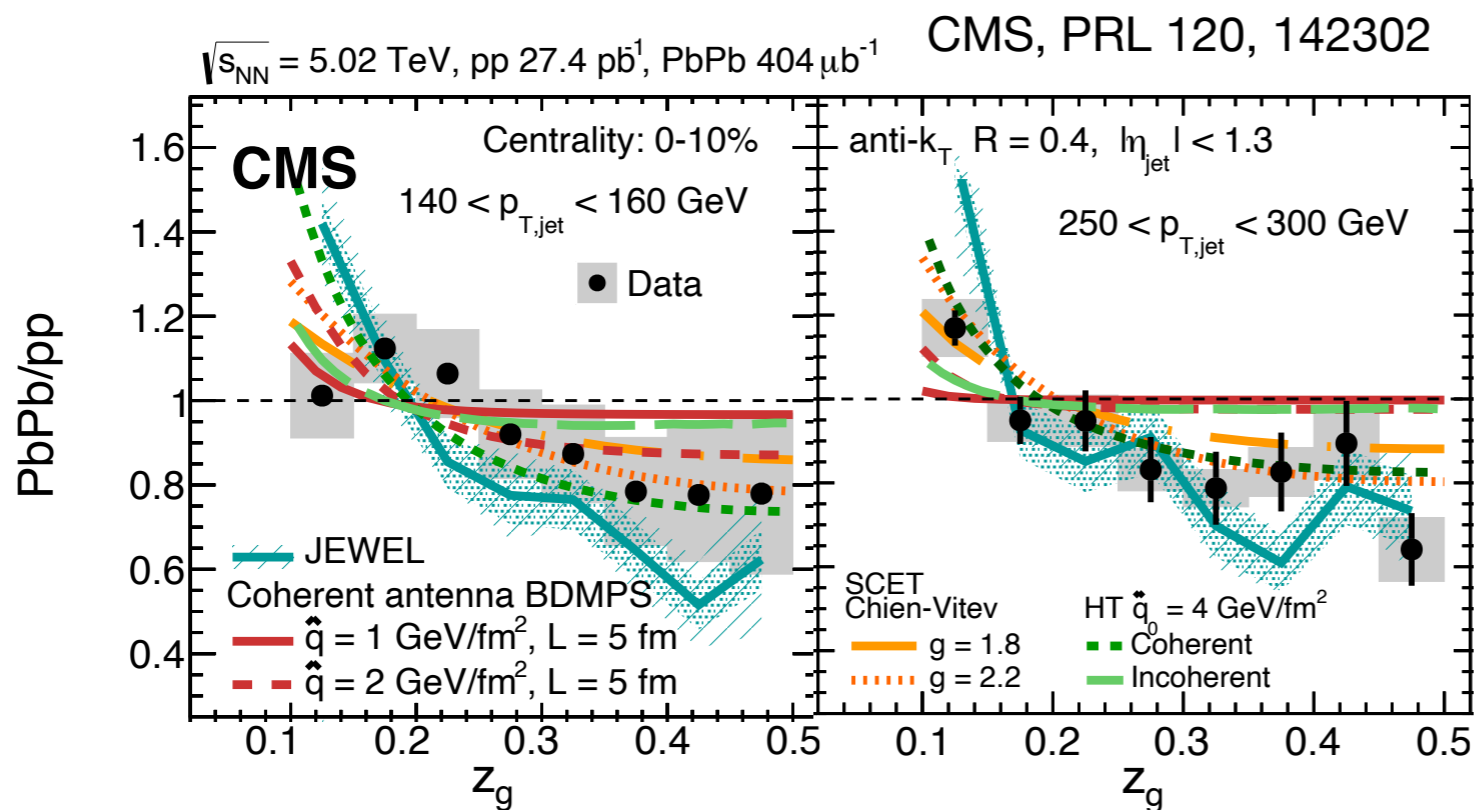 CMS, PRL 120, 142302
√s_NN = 5.02 TeV, pp 27.4 pb⁻¹, PbPb 404 μb⁻¹
PbPb/pp
1.6
1.4
1.2
1
0.8
0.6
0.4
CMS
Centrality: 0-10%
140 < p_T,jet < 160 GeV
Data
JEWEL
Coherent antenna BDMPS
q̂ = 1 GeV/fm², L = 5 fm
q̂ = 2 GeV/fm², L = 5 fm
0.1 0.2 0.3 0.4 0.5
z_g
anti-k_T R = 0.4, |η_jet| < 1.3
250 < p_T,jet < 300 GeV
SCET
Chien-Vitev
g = 1.8
g = 2.2
HT q̂_0 = 4 GeV/fm²
Coherent
Incoherent
0.1 0.2 0.3 0.4 0.5
z_g